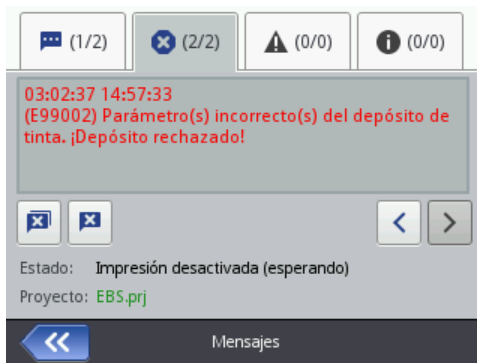 (1/2) (2/2) (0/0) (0/0)
03:02:37 14:57:33
(E99002) Parámetro(s) incorrecto(s) del depósito de
tinta. ¡Depósito rechazado!
Estado: Impresión desactivada (esperando)
Proyecto: EBS.prj
Mensajes